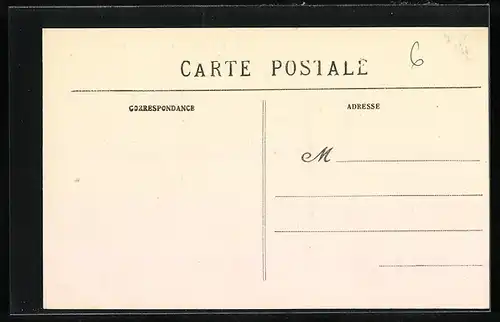 CARTE POSTALE 6
CORRESPONDANCE ADRESSE
M